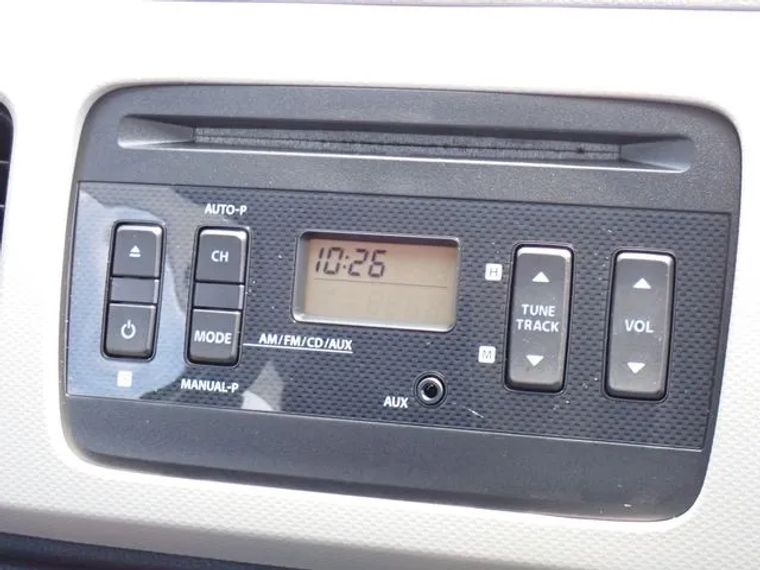 AUTO-P
CH
MODE
AM/FM/CD/AUX
MANUAL-P
10:26
AUX
H
M
TUNE
TRACK
VOL